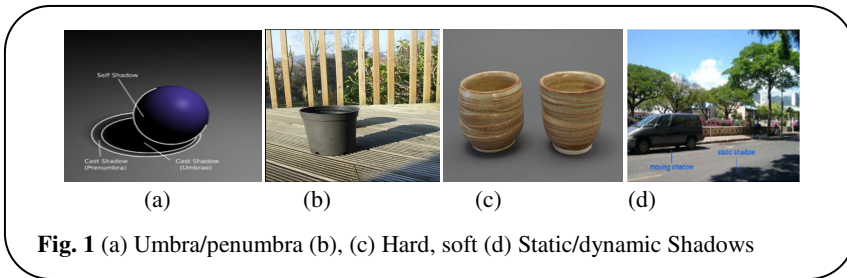 Self Shadow
Cast Shadow
(Prenumbra)
Cast Shadow
(Umbrae)
moving shadow
static shadow
(a)
(b)
(c)
(d)
Fig. 1 (a) Umbra/penumbra (b), (c) Hard, soft (d) Static/dynamic Shadows